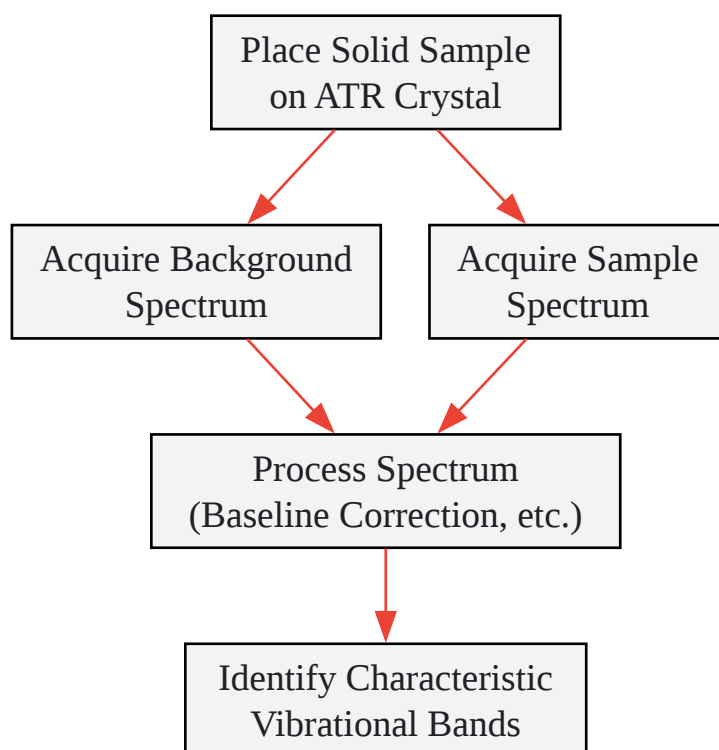 Place Solid Sample
on ATR Crystal
Acquire Background
Spectrum
Acquire Sample
Spectrum
Process Spectrum
(Baseline Correction, etc.)
Identify Characteristic
Vibrational Bands